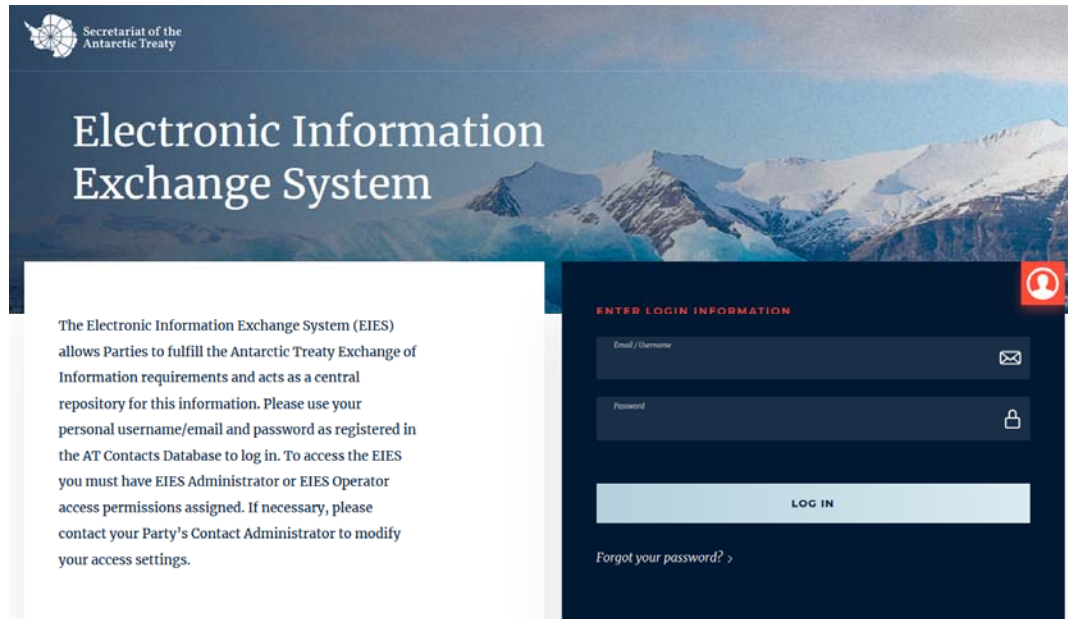 Secretariat of the
Antarctic Treaty
Electronic Information
Exchange System
The Electronic Information Exchange System (EIES)
allows Parties to fulfill the Antarctic Treaty Exchange of
Information requirements and acts as a central
repository for this information. Please use your
personal username/email and password as registered in
the AT Contacts Database to log in. To access the EIES
you must have EIES Administrator or EIES Operator
access permissions assigned. If necessary, please
contact your Party's Contact Administrator to modify
your access settings.
ENTER LOGIN INFORMATION
Email / Username
Password
LOG IN
Forgot your password? >